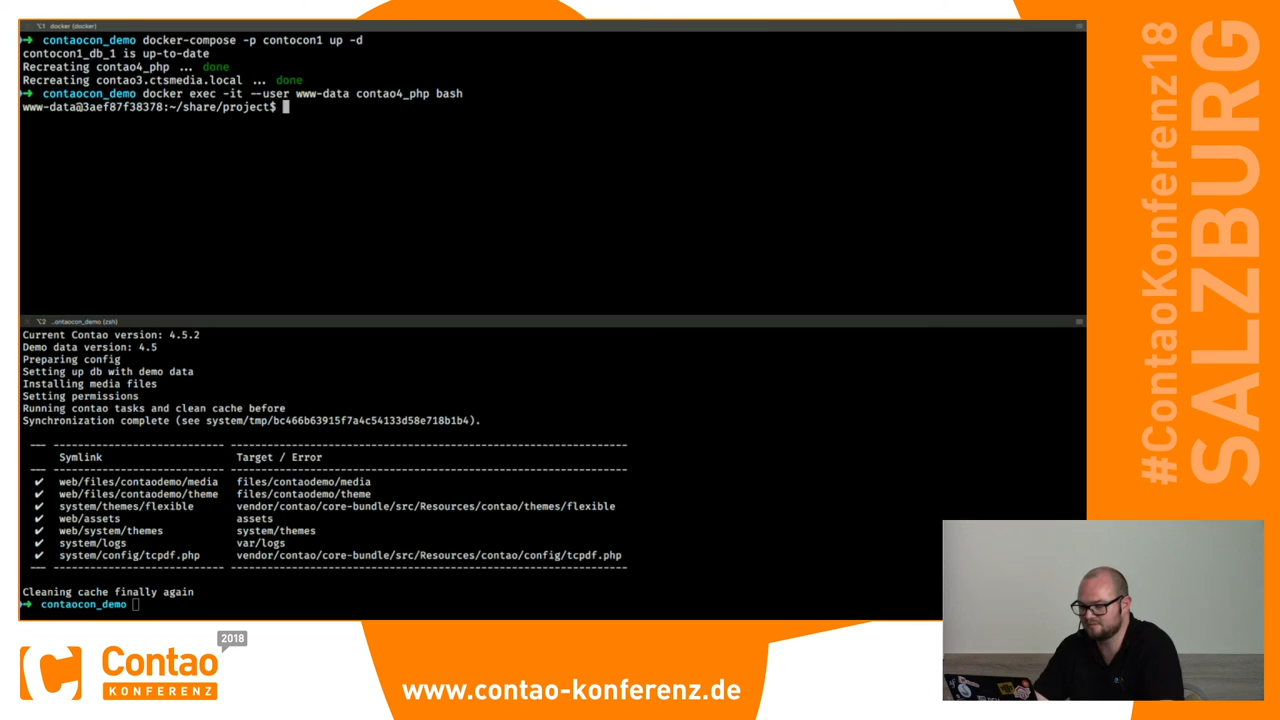 ⌥1 docker (docker)
➜ contaocon_demo docker-compose -p contocon1 up -d
contocon1_db_1 is up-to-date
Recreating contao4_php ... done
Recreating contao3.ctsmedia.local ... done
➜ contaocon_demo docker exec -it --user www-data contao4_php bash
www-data@3aef87f38378:~/share/project$
⌥2 ..ontaocon_demo (zsh)
Current Contao version: 4.5.2
Demo data version: 4.5
Preparing config
Setting up db with demo data
Installing media files
Setting permissions
Running contao tasks and clean cache before
Synchronization complete (see system/tmp/bc466b63915f7a4c54133d58e718b1b4).
Symlink Target / Error
✔ web/files/contaodemo/media files/contaodemo/media
✔ web/files/contaodemo/theme files/contaodemo/theme
✔ system/themes/flexible vendor/contao/core-bundle/src/Resources/contao/themes/flexible
✔ web/assets assets
✔ web/system/themes system/themes
✔ system/logs var/logs
✔ system/config/tcpdf.php vendor/contao/core-bundle/src/Resources/contao/config/tcpdf.php
Cleaning cache finally again
➜ contaocon_demo
#ContaoKonferenz18
SALZBURG
2018
Contao
KONFERENZ
www.contao-konferenz.de